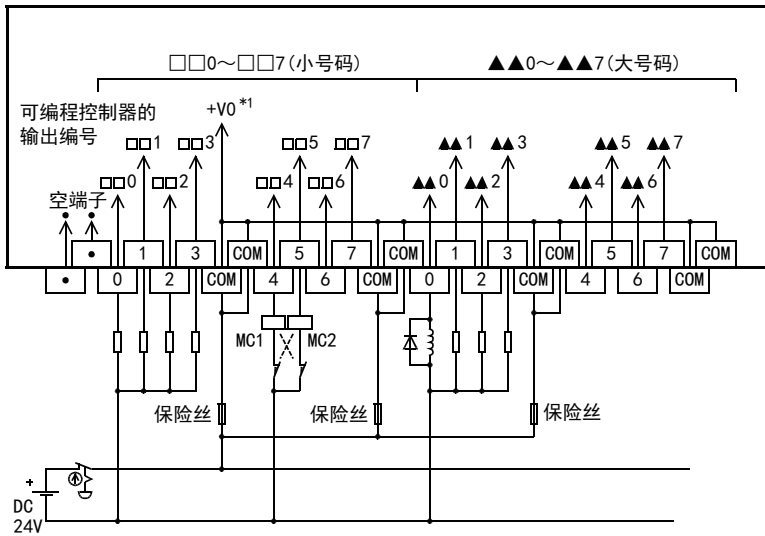 □□0～□□7(小号码) ▲▲0～▲▲7(大号码)
可编程控制器的
输出编号
+V0 *1
□□1 □□3 □□5 □□7 ▲▲1 ▲▲3 ▲▲5 ▲▲7
□□0 □□2 □□4 □□6 ▲▲0 ▲▲2 ▲▲4 ▲▲6
空端子
• •
• 1 3 COM 5 7 COM 1 3 COM 5 7 COM
• 0 2 COM 4 6 COM 0 2 COM 4 6 COM
MC1 MC2
保险丝 保险丝 保险丝
+
DC
24V